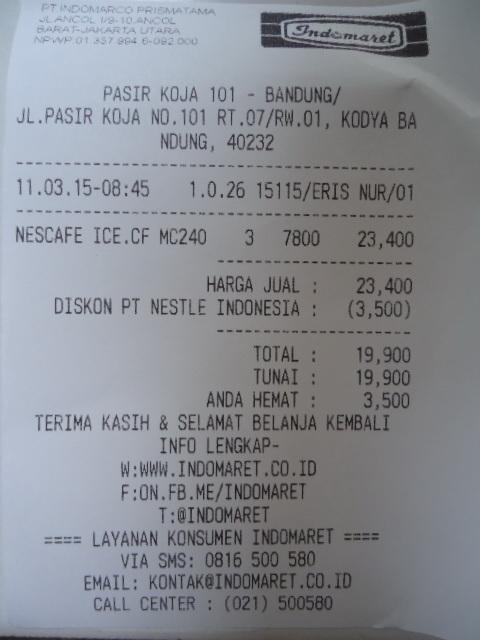 PT.INDOMARCO PRISMATAMA
JL.ANCOL I/9-10,ANCOL
BARAT-JAKARTA UTARA
NPWP:01.337.994.6-092.000
Indomaret
PASIR KOJA 101 - BANDUNG/
JL.PASIR KOJA NO.101 RT.07/RW.01, KODYA BA
NDUNG, 40232
11.03.15-08:45 1.0.26 15115/ERIS NUR/01
NESCAFE ICE.CF MC240 3 7800 23,400
HARGA JUAL : 23,400
DISKON PT NESTLE INDONESIA : (3,500)
TOTAL : 19,900
TUNAI : 19,900
ANDA HEMAT : 3,500
TERIMA KASIH & SELAMAT BELANJA KEMBALI
INFO LENGKAP-
W:WWW.INDOMARET.CO.ID
F:ON.FB.ME/INDOMARET
T:@INDOMARET
==== LAYANAN KONSUMEN INDOMARET ====
VIA SMS: 0816 500 580
EMAIL: KONTAK@INDOMARET.CO.ID
CALL CENTER : (021) 500580